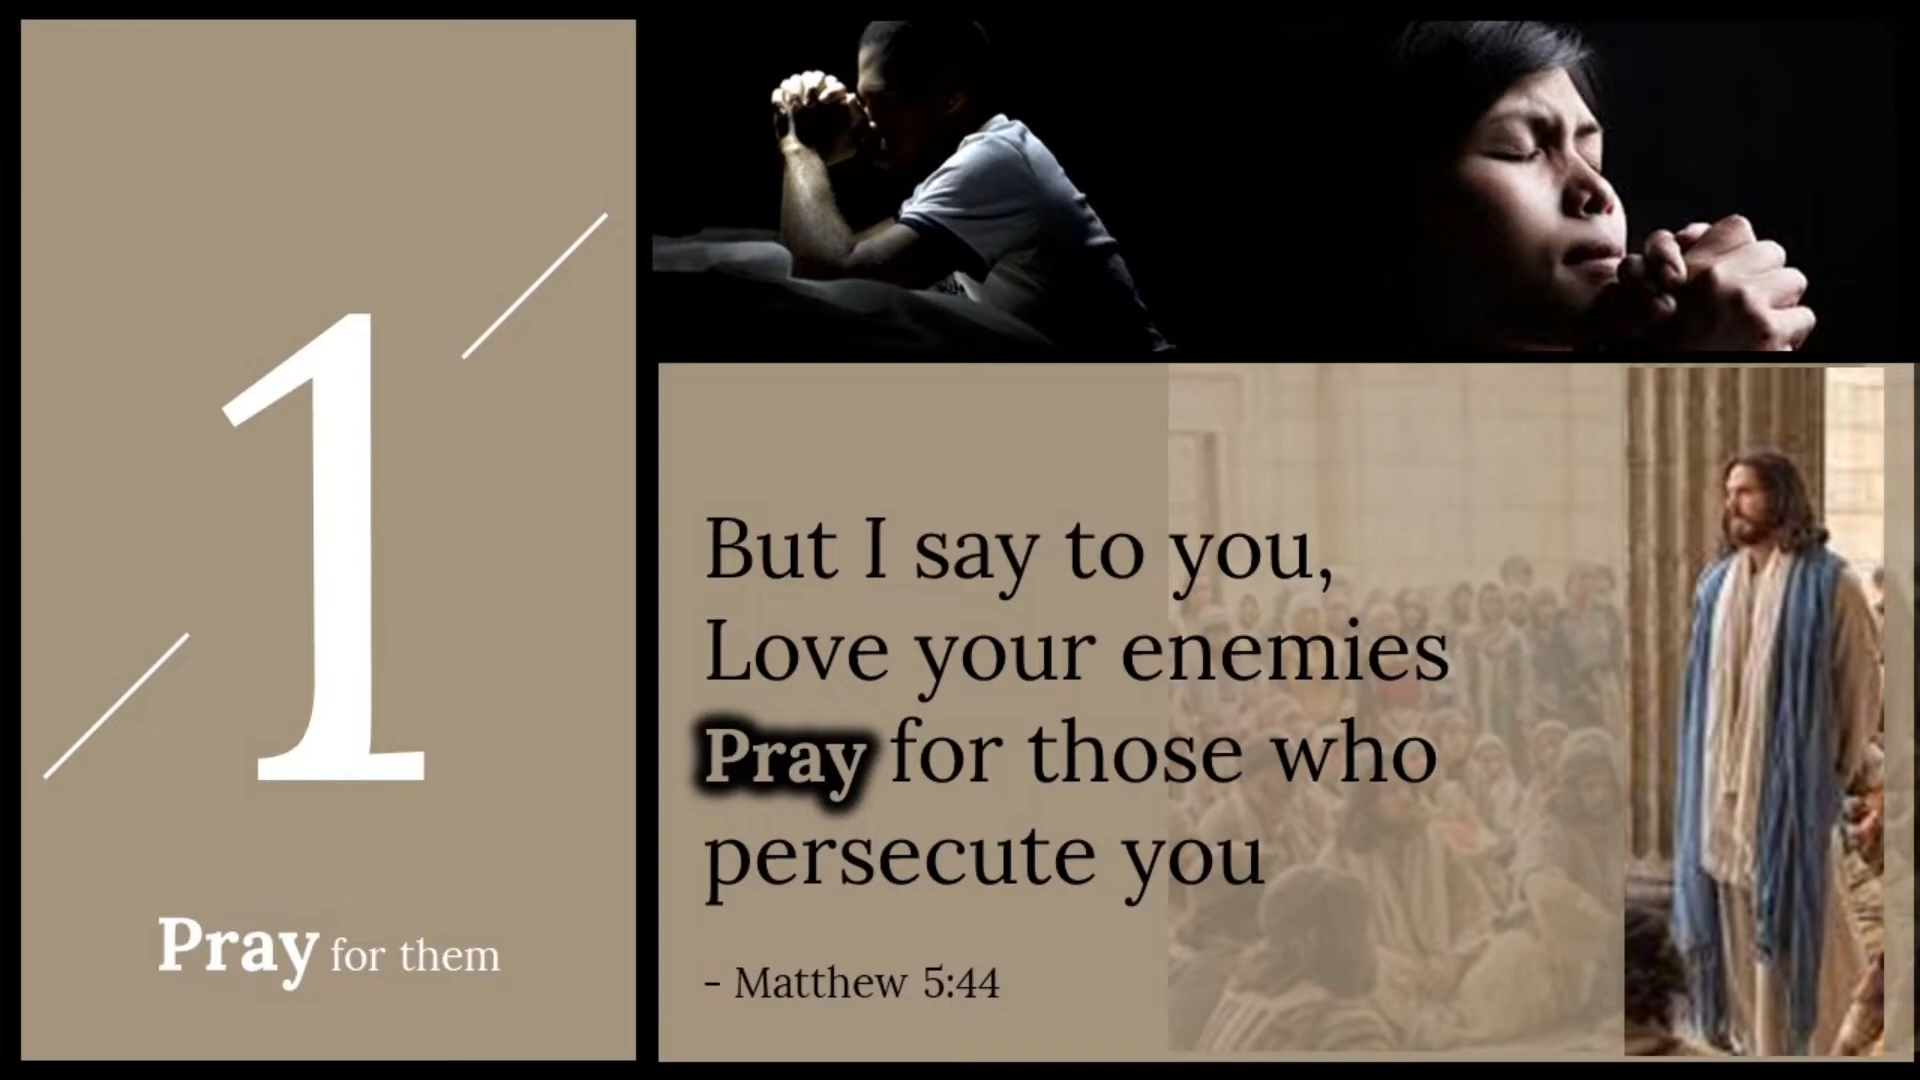 1
Pray for them
But I say to you,
Love your enemies
Pray for those who
persecute you
- Matthew 5:44